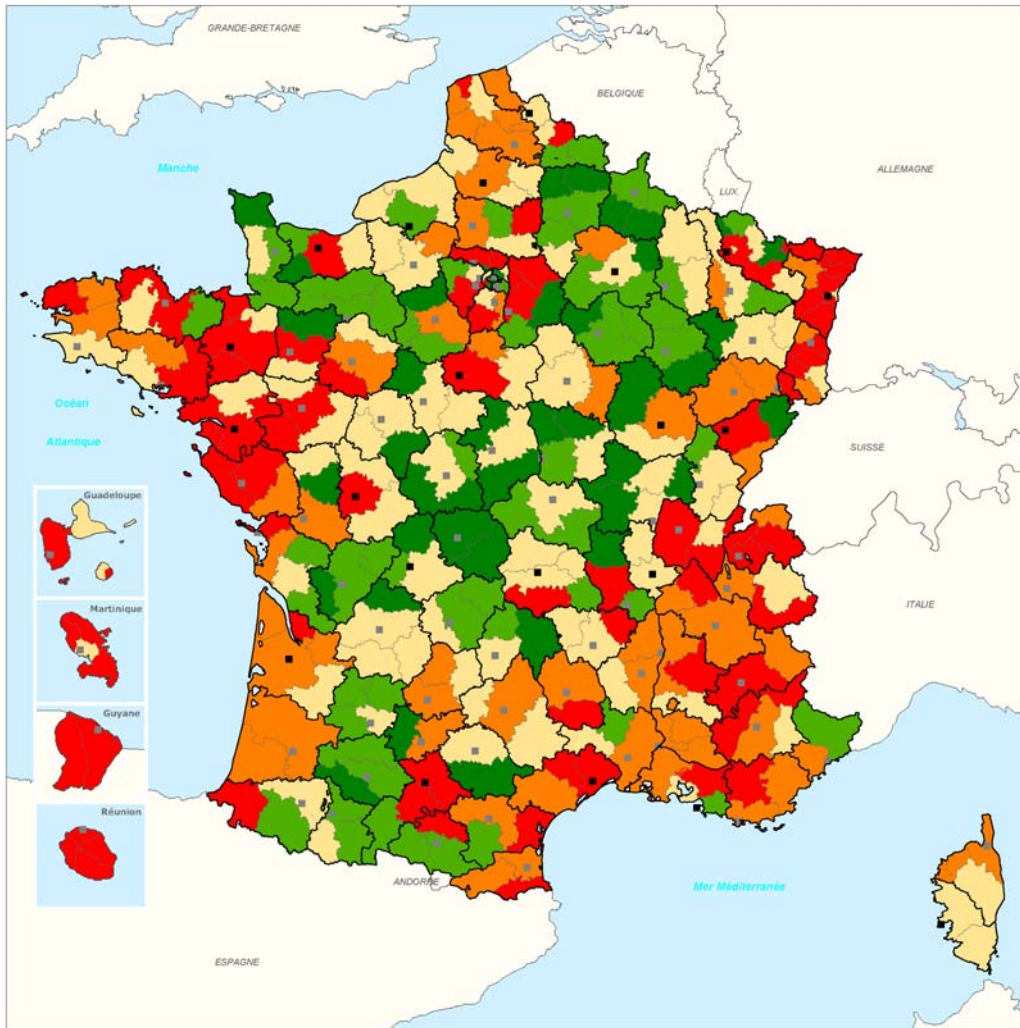 GRANDE-BRETAGNE
BELGIQUE
Manche
ALLEMAGNE
LUX.
Océan
Atlantique
SUISSE
Guadeloupe
ITALIE
Martinique
Guyane
Réunion
ANDORRE
Mer Méditerranée
ESPAGNE